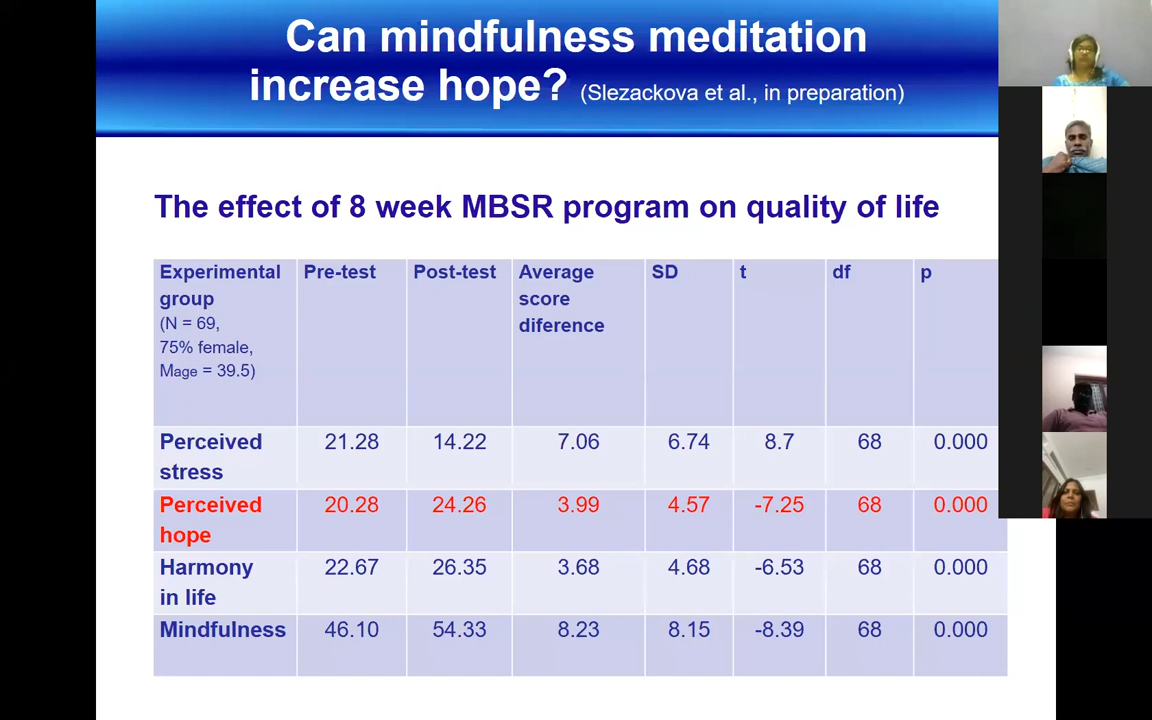 Can mindfulness meditation
increase hope? (Slezackova et al., in preparation)
The effect of 8 week MBSR program on quality of life
Experimental group (N = 69, 75% female, Mage = 39.5) Pre-test Post-test Average score diference SD t df p
Perceived stress 21.28 14.22 7.06 6.74 8.7 68 0.000
Perceived hope 20.28 24.26 3.99 4.57 -7.25 68 0.000
Harmony in life 22.67 26.35 3.68 4.68 -6.53 68 0.000
Mindfulness 46.10 54.33 8.23 8.15 -8.39 68 0.000